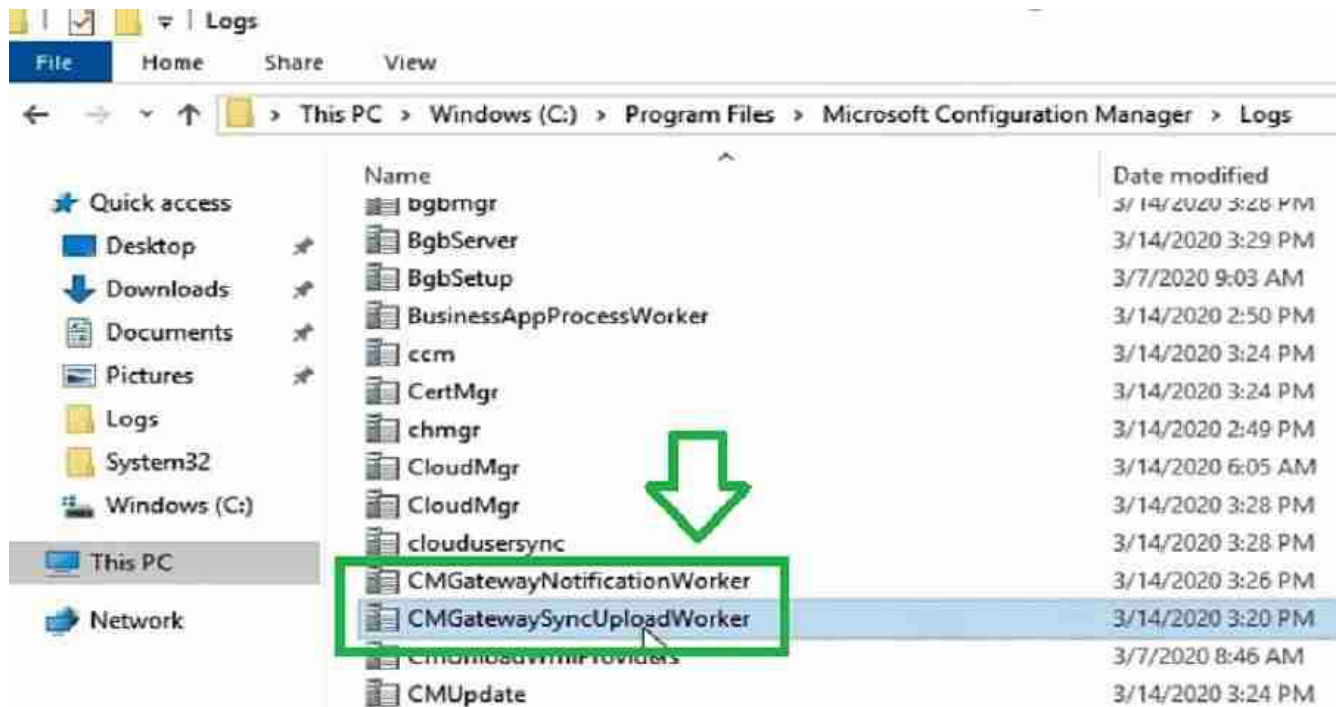 Logs
File Home Share View
This PC > Windows (C:) > Program Files > Microsoft Configuration Manager > Logs
Name Date modified
Quick access
Desktop
Downloads
Documents
Pictures
Logs
System32
Windows (C:)
This PC
Network
bgbmgr 3/14/2020 3:28 PM
BgbServer 3/14/2020 3:29 PM
BgbSetup 3/7/2020 9:03 AM
BusinessAppProcessWorker 3/14/2020 2:50 PM
ccm 3/14/2020 3:24 PM
CertMgr 3/14/2020 3:24 PM
chmgr 3/14/2020 2:49 PM
CloudMgr 3/14/2020 6:05 AM
CloudMgr 3/14/2020 3:28 PM
cloudusersync 3/14/2020 3:28 PM
CMGatewayNotificationWorker 3/14/2020 3:26 PM
CMGatewaySyncUploadWorker 3/14/2020 3:20 PM
3/7/2020 8:46 AM
CMUpdate 3/14/2020 3:24 PM